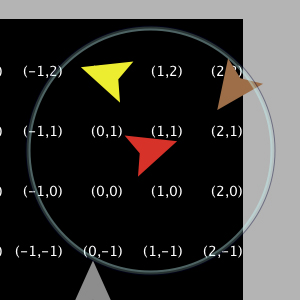 ) (−1,2) (1,2) (2,2)
) (−1,1) (0,1) (1,1) (2,1)
) (−1,0) (0,0) (1,0) (2,0)
) (−1,−1) (0,−1) (1,−1) (2,−1)